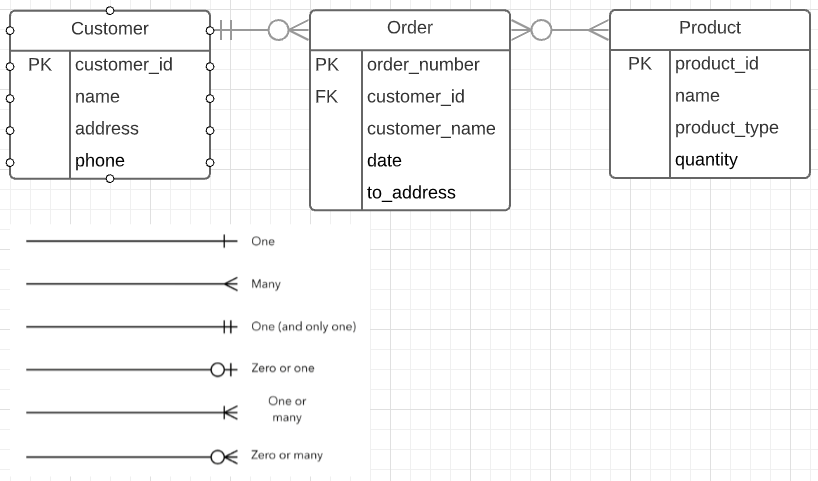 Customer
PK customer_id
name
address
phone
Order
PK order_number
FK customer_id
customer_name
date
to_address
Product
PK product_id
name
product_type
quantity
One
Many
One (and only one)
Zero or one
One or
many
Zero or many